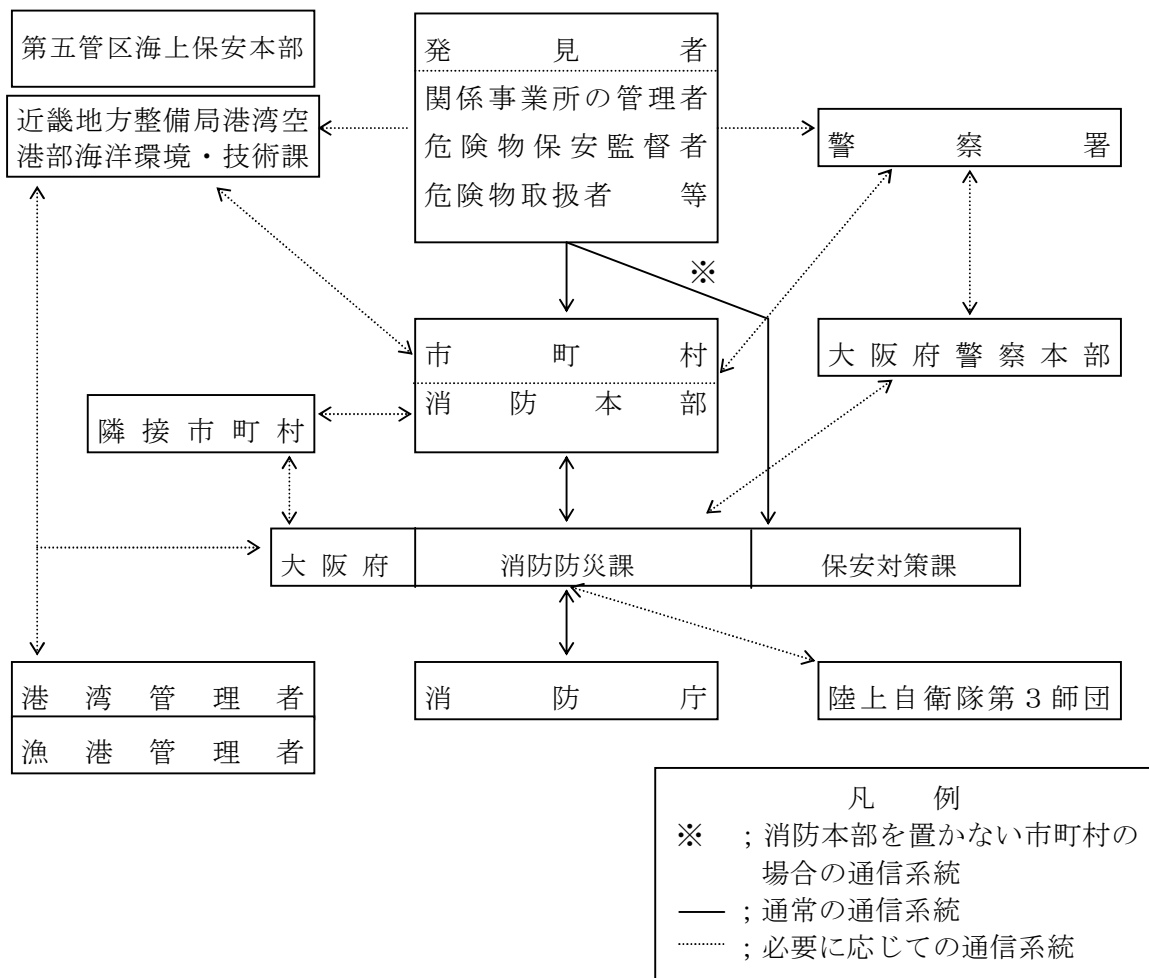 第五管区海上保安本部
発見者
関係事業所の管理者
危険物保安監督者
危険物取扱者　等
近畿地方整備局港湾空
港部海洋環境・技術課
警察署
※
市町村
消防本部
大阪府警察本部
隣接市町村
大阪府
消防防災課
保安対策課
港湾管理者
漁港管理者
消防庁
陸上自衛隊第３師団
凡　例
※　；消防本部を置かない市町村の
場合の通信系統
；通常の通信系統
；必要に応じての通信系統